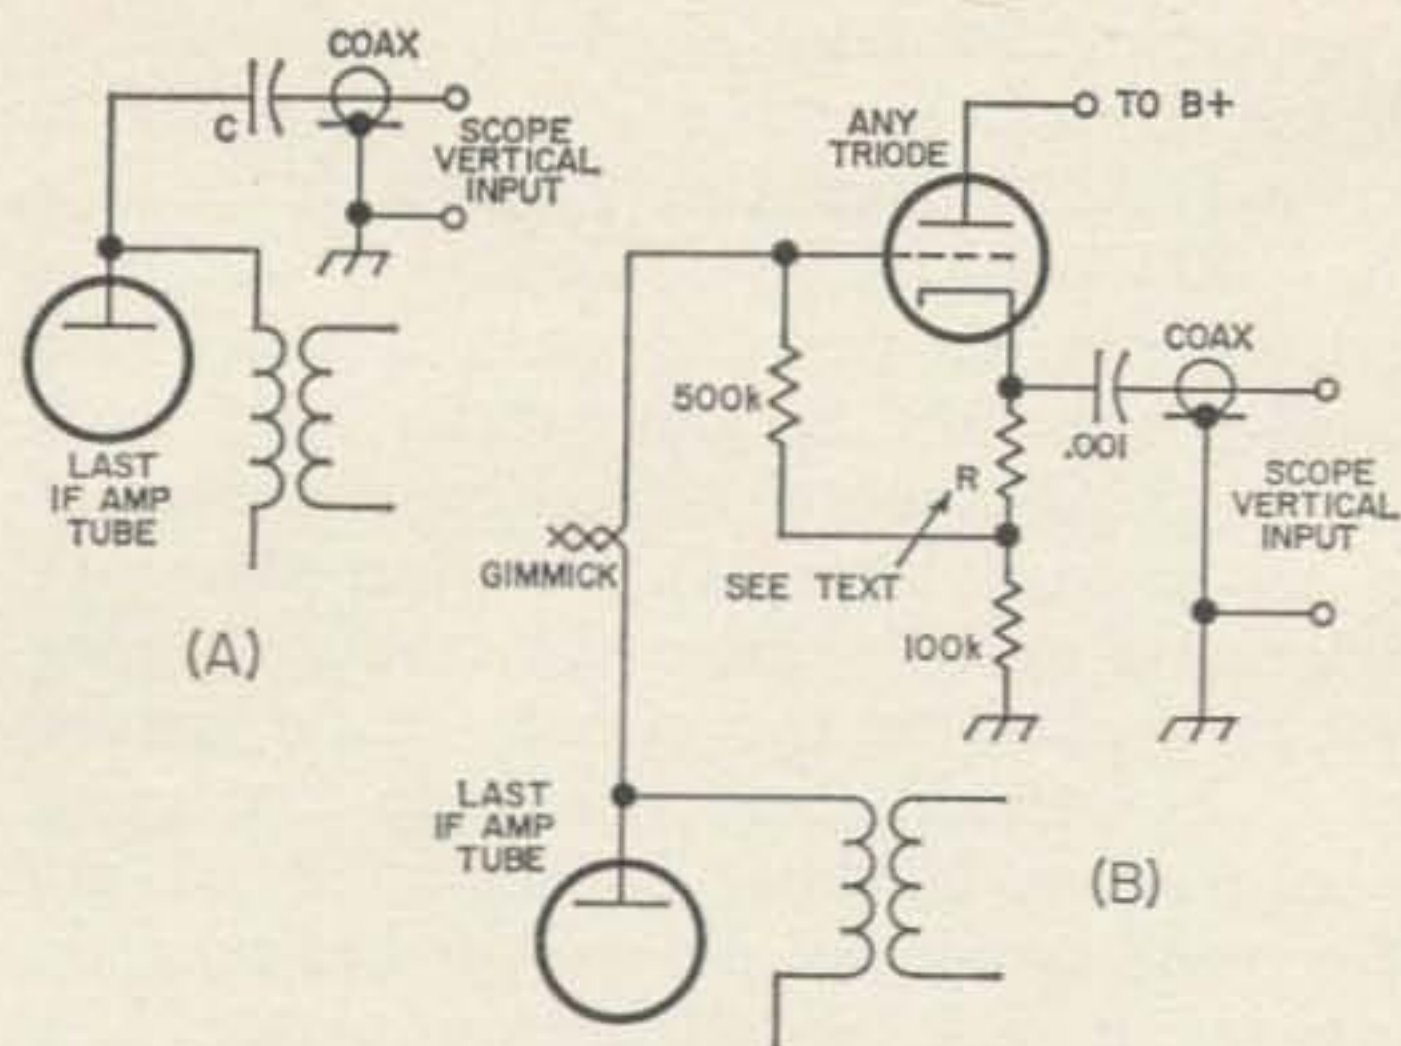 COAX
C
SCOPE
VERTICAL
INPUT
LAST
IF AMP
TUBE
(A)
ANY
TRIODE
TO B+
500k
GIMMICK
R
SEE TEXT
100k
.001
COAX
SCOPE
VERTICAL
INPUT
LAST
IF AMP
TUBE
(B)